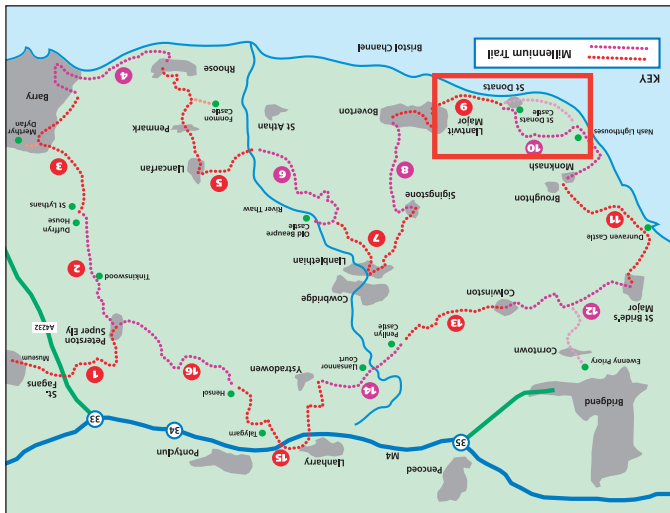 Pencoed
M4
Llanharry
Pontyclun
35
15
34
33
Talygarn
Bridgend
Hensol
St.
Fagans
Museum
Ewenny Priory
14
Ystradowen
16
1
Corntown
Llansannor
Court
Penllyn
Castle
Peterston
Super Ely
A4232
St Bride's
Major
12
13
Colwinston
Cowbridge
Tinkinswood
2
Llanblethian
Dunraven Castle
11
Broughton
7
Old Beaupre
Castle
River Thaw
Duffryn
House
St Lythans
Monknash
Sigingstone
8
6
5
Llancarfan
3
Merthyr
Dyfan
Nash Lighthouses
10
St Donats
Castle
Llantwit
Major
9
Boverton
St Athan
Penmark
Fonmon
Castle
Barry
St Donats
Rhoose
4
KEY
Millennium Trail
Bristol Channel